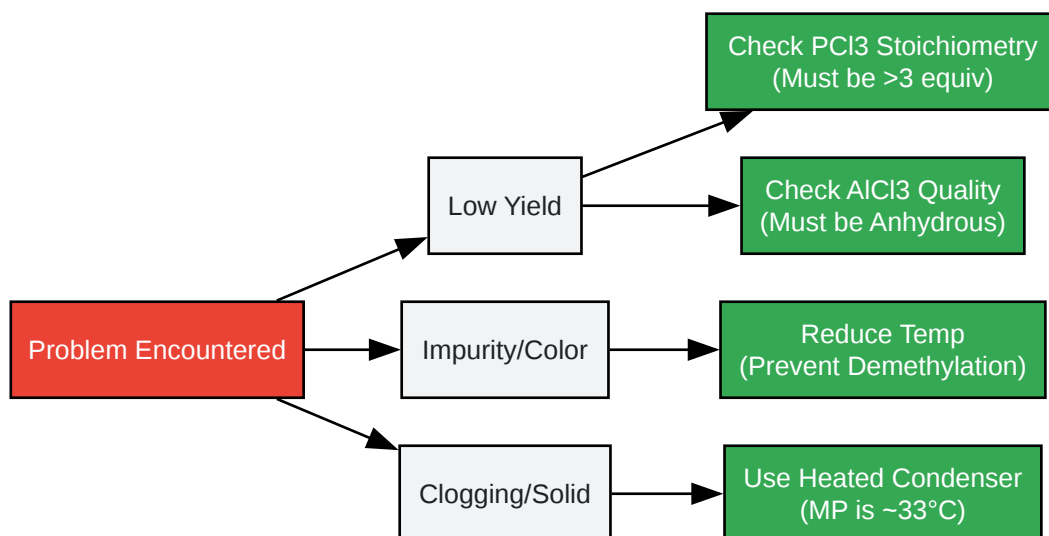 Check PCl3 Stoichiometry
(Must be >3 equiv)
Low Yield
Check AlCl3 Quality
(Must be Anhydrous)
Problem Encountered
Impurity/Color
Reduce Temp
(Prevent Demethylation)
Clogging/Solid
Use Heated Condenser
(MP is ~33°C)